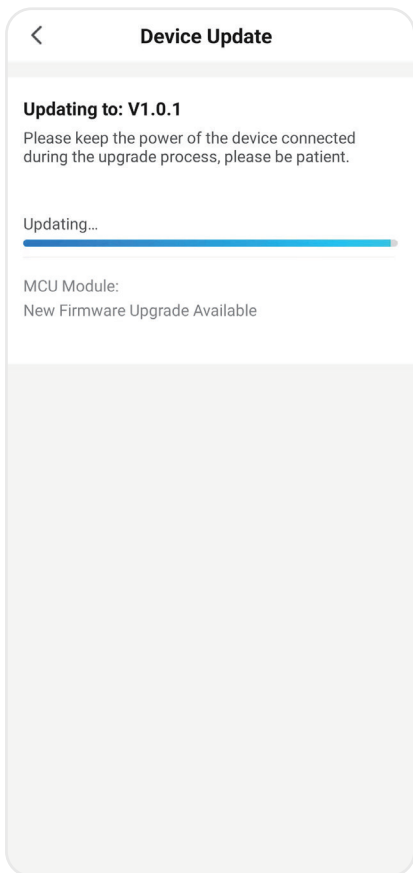 Device Update
Updating to: V1.0.1
Please keep the power of the device connected
during the upgrade process, please be patient.
Updating...
MCU Module:
New Firmware Upgrade Available